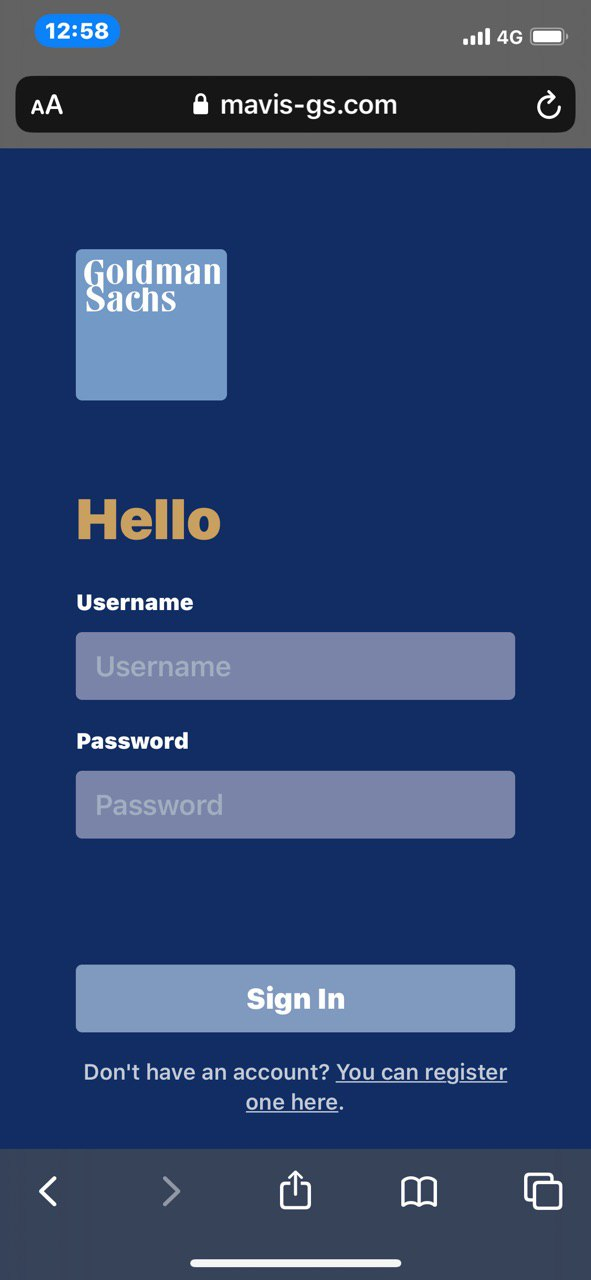 12:58
4G
AA
mavis-gs.com
Goldman
Sachs
Hello
Username
Username
Password
Password
Sign In
Don't have an account? You can register
one here.